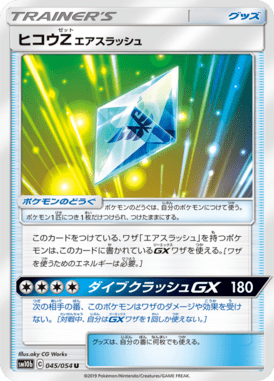 TRAINER'S
グッズ
ヒコウZ エアスラッシュ
ゼット
ポケモンのどうぐ
ポケモンのどうぐは、自分のポケモンにつけて使う。
ポケモン1匹につき1枚だけつけられ、つけたままにする。
このカードをつけている、ワザ「エアスラッシュ」を持つポケ
モンは、このカードに書かれているGXワザを使える。[ワザ
を使うためのエネルギーは必要。]
ダイブクラッシュGX 180
次の相手の番、このポケモンはワザのダメージや効果を受け
ない。[対戦中、自分はGXワザを1回しか使えない。]
Illus.aky CG Works
グッズは、自分の番に何枚でも使える。
sm10b C 045/054 U
©2019 Pokémon/Nintendo/Creatures/GAME FREAK.